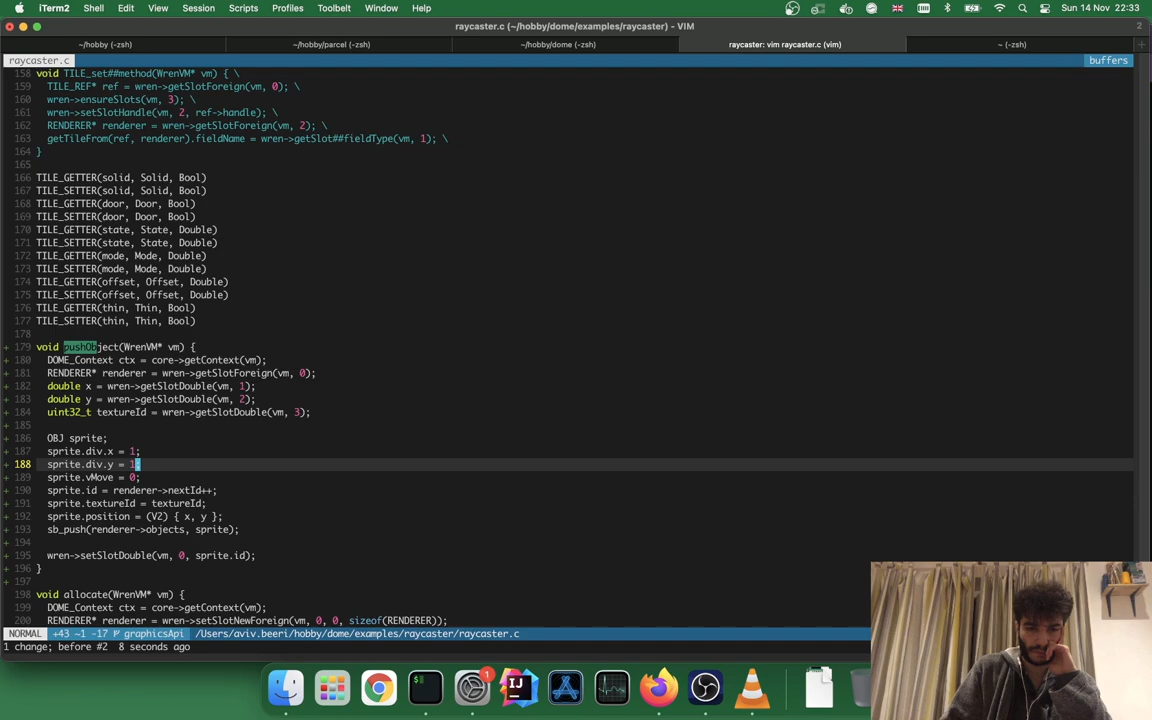 iTerm2 Shell Edit View Session Scripts Profiles Toolbelt Window Help Sun 14 Nov 22:33
raycaster.c (~/hobby/dome/examples/raycaster) - VIM 2
~/hobby (-zsh) ~/hobby/parcel (-zsh) ~/hobby/dome (-zsh) raycaster: vim raycaster.c (vim) ~ (-zsh) +
raycaster.c buffers
158 void TILE_set##method(WrenVM* vm) { \
159 TILE_REF* ref = wren->getSlotForeign(vm, 0); \
160 wren->ensureSlots(vm, 3); \
161 wren->setSlotHandle(vm, 2, ref->handle); \
162 RENDERER* renderer = wren->getSlotForeign(vm, 2); \
163 getTileFrom(ref, renderer).fieldName = wren->getSlot##fieldType(vm, 1); \
164 }
165
166 TILE_GETTER(solid, Solid, Bool)
167 TILE_SETTER(solid, Solid, Bool)
168 TILE_GETTER(door, Door, Bool)
169 TILE_SETTER(door, Door, Bool)
170 TILE_GETTER(state, State, Double)
171 TILE_SETTER(state, State, Double)
172 TILE_GETTER(mode, Mode, Double)
173 TILE_SETTER(mode, Mode, Double)
174 TILE_GETTER(offset, Offset, Double)
175 TILE_SETTER(offset, Offset, Double)
176 TILE_GETTER(thin, Thin, Bool)
177 TILE_SETTER(thin, Thin, Bool)
178
+ 179 void pushObject(WrenVM* vm) {
+ 180 DOME_Context ctx = core->getContext(vm);
+ 181 RENDERER* renderer = wren->getSlotForeign(vm, 0);
+ 182 double x = wren->getSlotDouble(vm, 1);
+ 183 double y = wren->getSlotDouble(vm, 2);
+ 184 uint32_t textureId = wren->getSlotDouble(vm, 3);
+ 185
+ 186 OBJ sprite;
+ 187 sprite.div.x = 1;
+ 188 sprite.div.y = 1;
+ 189 sprite.vMove = 0;
+ 190 sprite.id = renderer->nextId++;
+ 191 sprite.textureId = textureId;
+ 192 sprite.position = (V2) { x, y };
+ 193 sb_push(renderer->objects, sprite);
+ 194
+ 195 wren->setSlotDouble(vm, 0, sprite.id);
+ 196 }
+ 197
198 void allocate(WrenVM* vm) {
199 DOME_Context ctx = core->getContext(vm);
200 RENDERER* renderer = wren->setSlotNewForeign(vm, 0, 0, sizeof(RENDERER));
NORMAL +43 ~1 -17 graphicsApi /Users/aviv.beeri/hobby/dome/examples/raycaster/raycaster.c
1 change; before #2 8 seconds ago
$
1
IJ